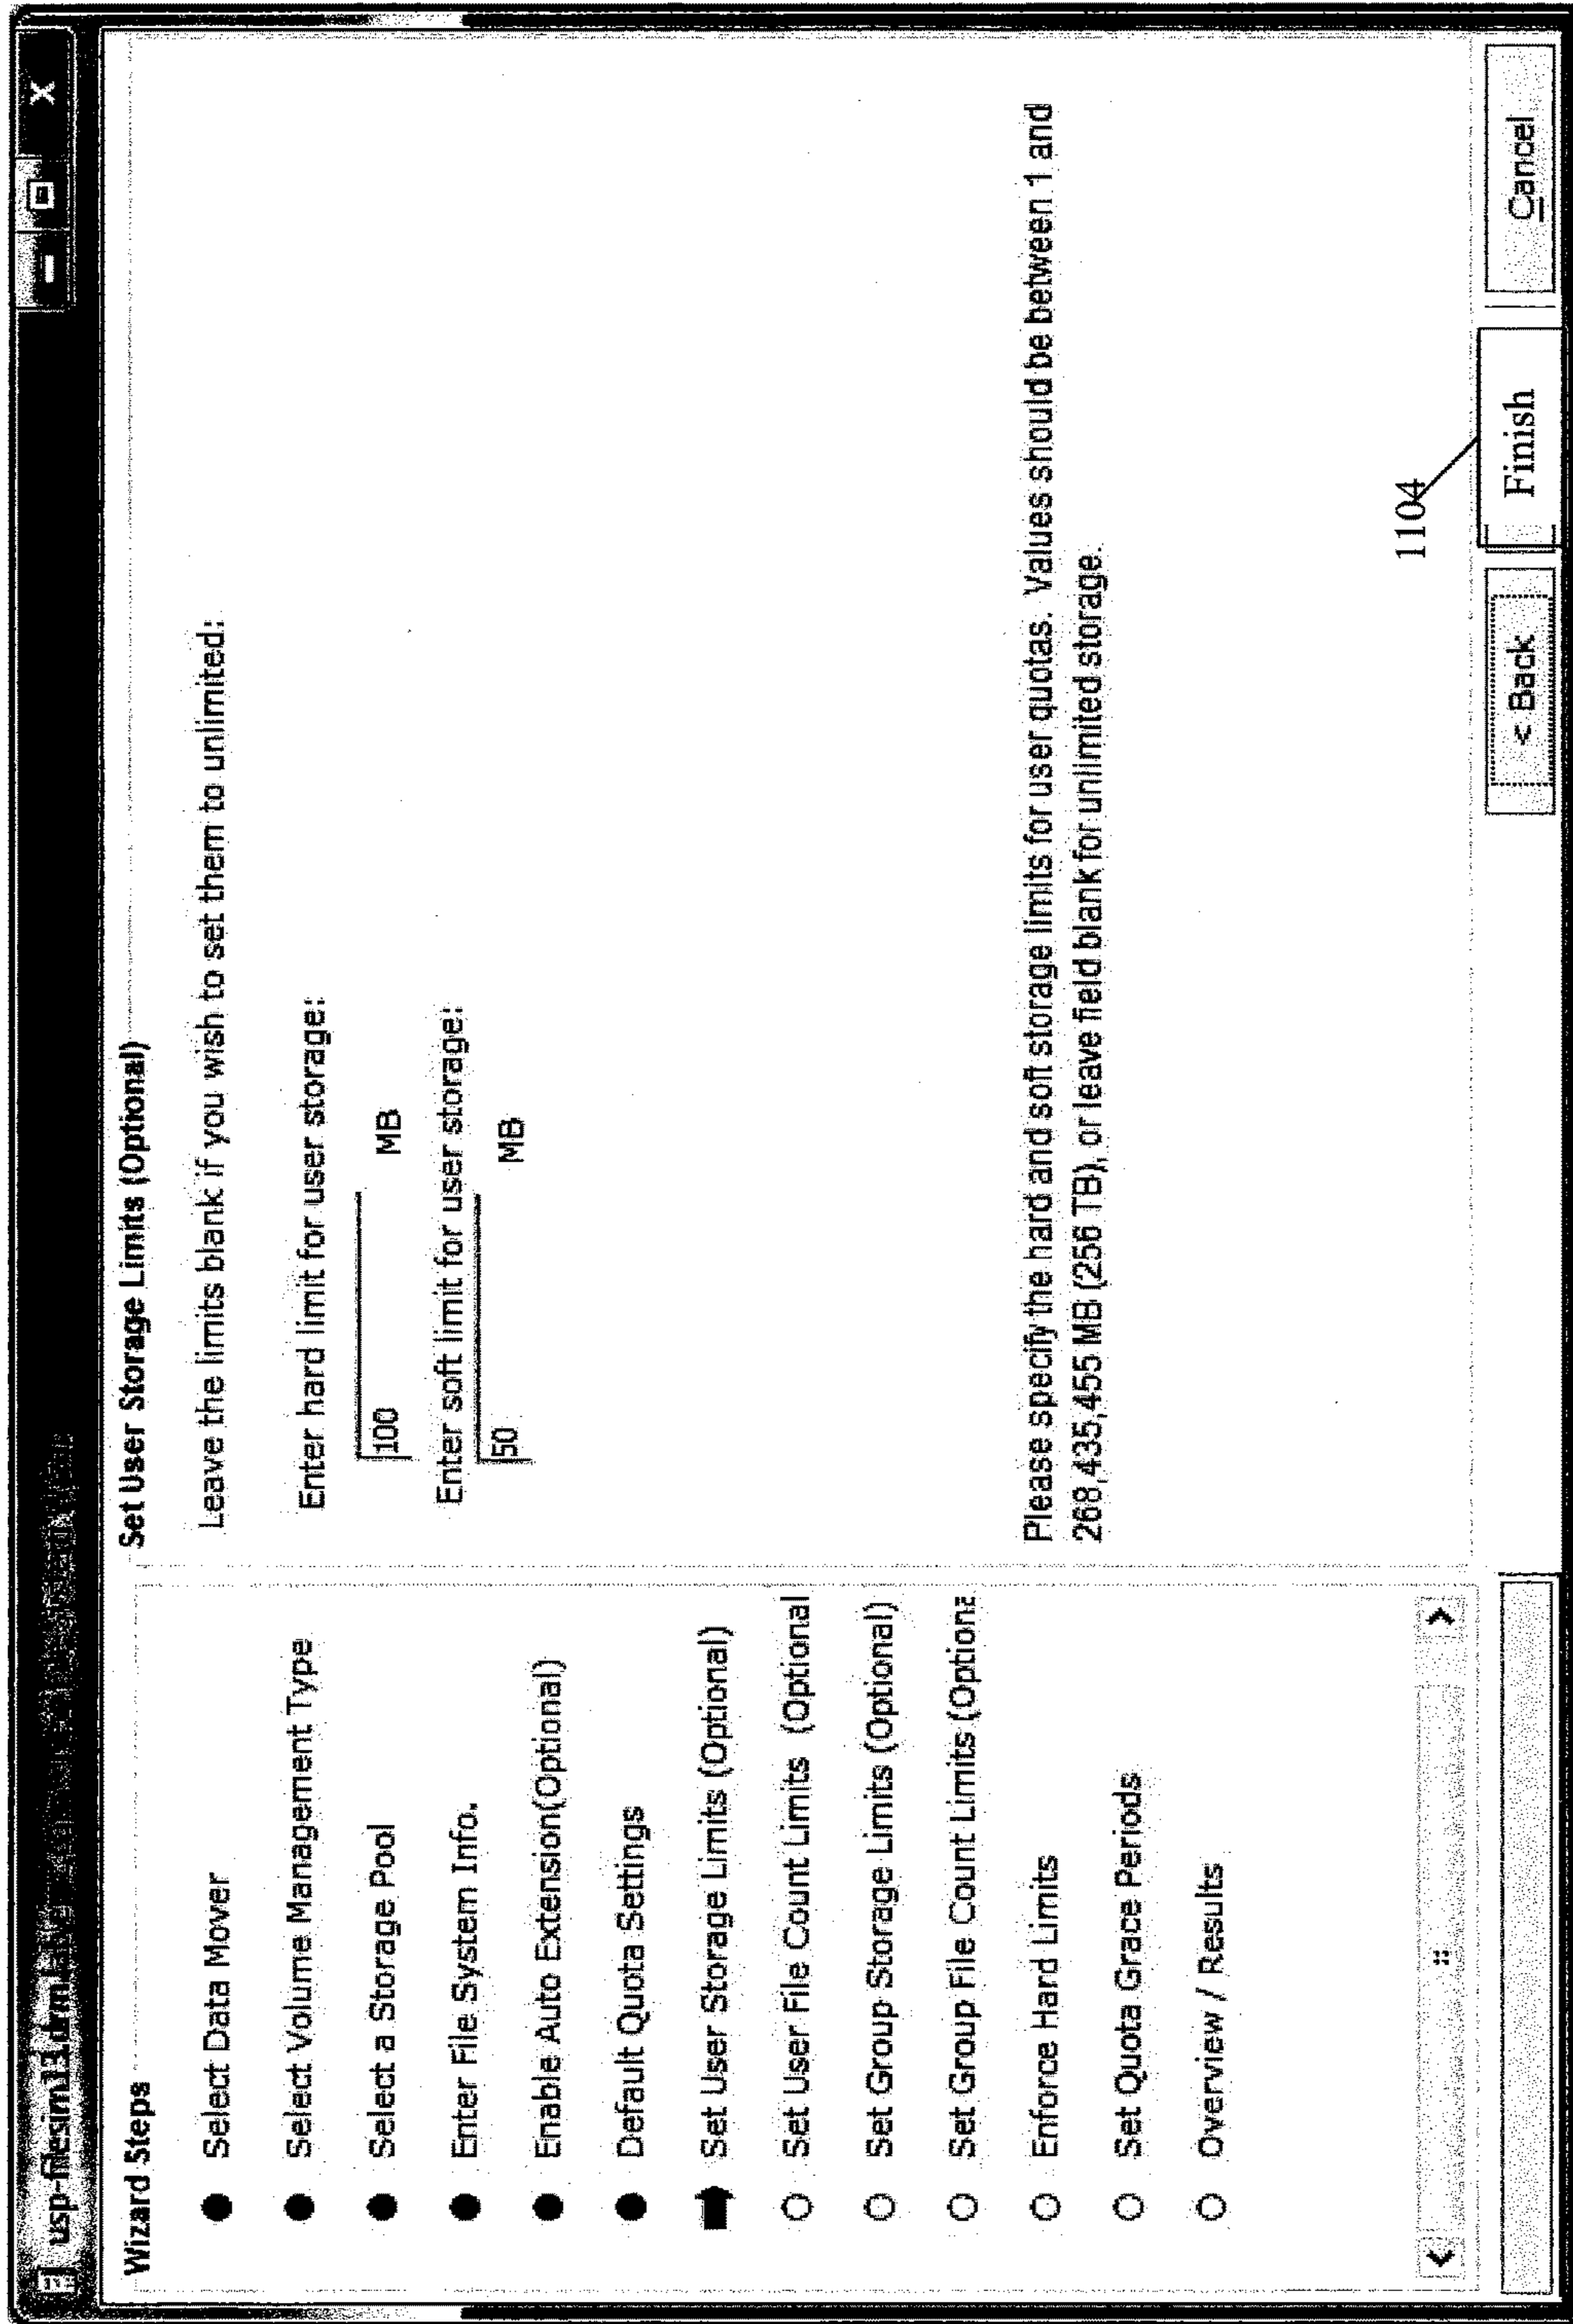 usp-filesim11.drm
Wizard Steps
Select Data Mover
Select Volume Management Type
Select a Storage Pool
Enter File System Info.
Enable Auto Extension(Optional)
Default Quota Settings
Set User Storage Limits (Optional)
Set User File Count Limits (Optional
Set Group Storage Limits (Optional)
Set Group File Count Limits (Optiona
Enforce Hard Limits
Set Quota Grace Periods
Overview / Results
Set User Storage Limits (Optional)
Leave the limits blank if you wish to set them to unlimited:
Enter hard limit for user storage:
100 MB
Enter soft limit for user storage:
50 MB
Please specify the hard and soft storage limits for user quotas. Values should be between 1 and
268,435,455 MB (256 TB), or leave field blank for unlimited storage.
1104
< Back
Finish
Cancel